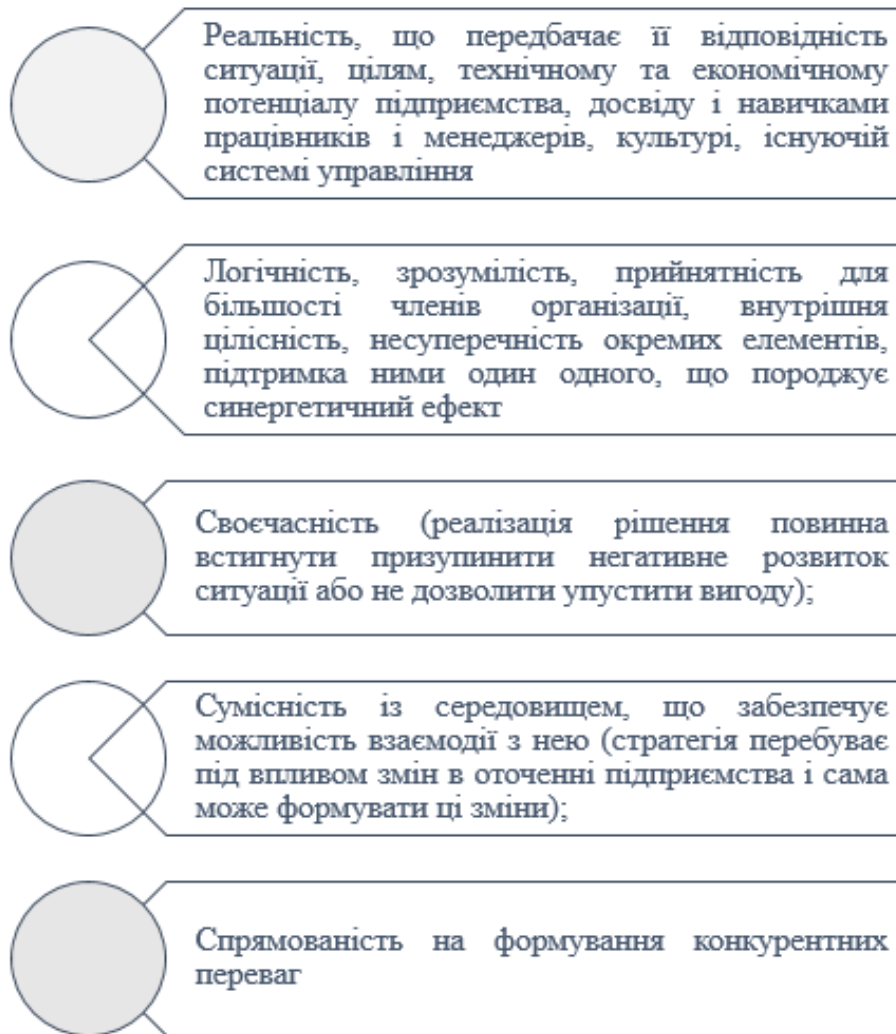 Реальність, що передбачає її відповідність
ситуації, цілям, технічному та економічному
потенціалу підприємства, досвіду і навичками
працівників і менеджерів, культурі, існуючій
системі управління
Логічність, зрозумілість, прийнятність для
більшості членів організації, внутрішня
цілісність, несуперечність окремих елементів,
підтримка ними один одного, що породжує
синергетичний ефект
Своєчасність (реалізація рішення повинна
встигнути призупинити негативне розвиток
ситуації або не дозволити упустити вигоду);
Сумісність із середовищем, що забезпечує
можливість взаємодії з нею (стратегія перебуває
під впливом змін в оточенні підприємства і сама
може формувати ці зміни);
Спрямованість на формування конкурентних
переваг